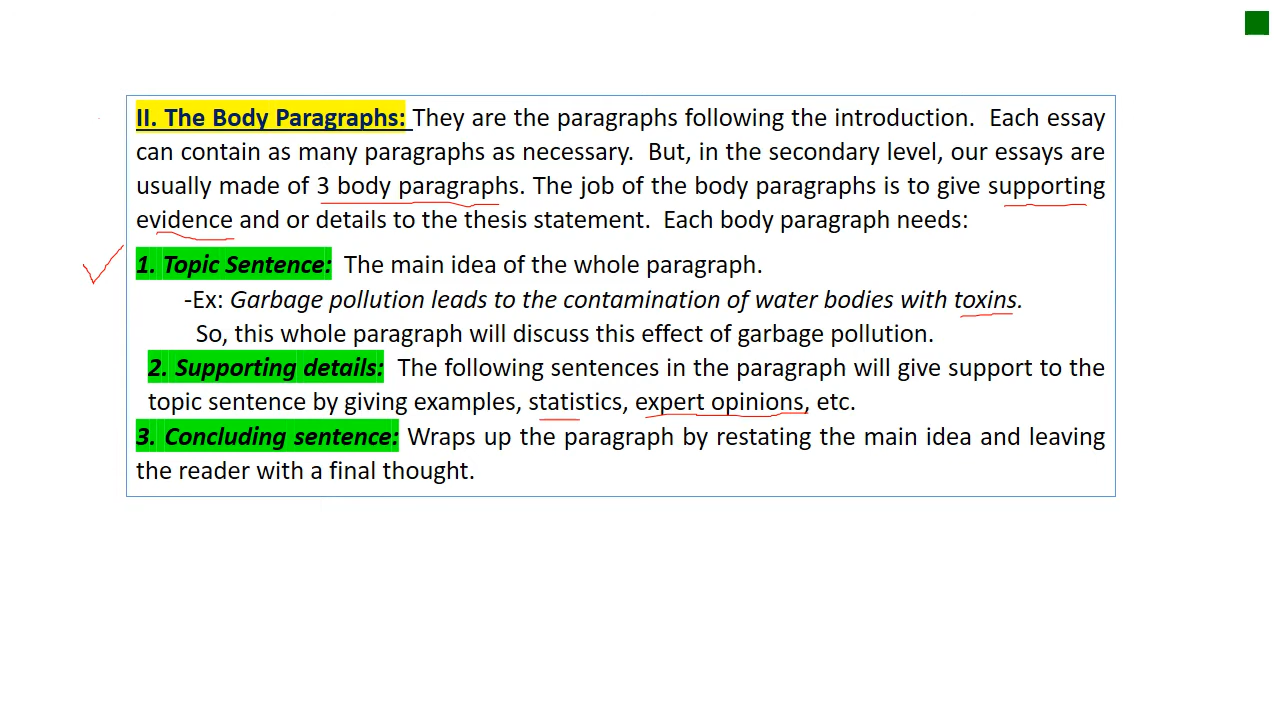 II. The Body Paragraphs: They are the paragraphs following the introduction.  Each essay
can contain as many paragraphs as necessary.  But, in the secondary level, our essays are
usually made of 3 body paragraphs. The job of the body paragraphs is to give supporting
evidence and or details to the thesis statement.  Each body paragraph needs:
1. Topic Sentence:  The main idea of the whole paragraph.
-Ex: Garbage pollution leads to the contamination of water bodies with toxins.
So, this whole paragraph will discuss this effect of garbage pollution.
2. Supporting details:  The following sentences in the paragraph will give support to the
topic sentence by giving examples, statistics, expert opinions, etc.
3. Concluding sentence: Wraps up the paragraph by restating the main idea and leaving
the reader with a final thought.